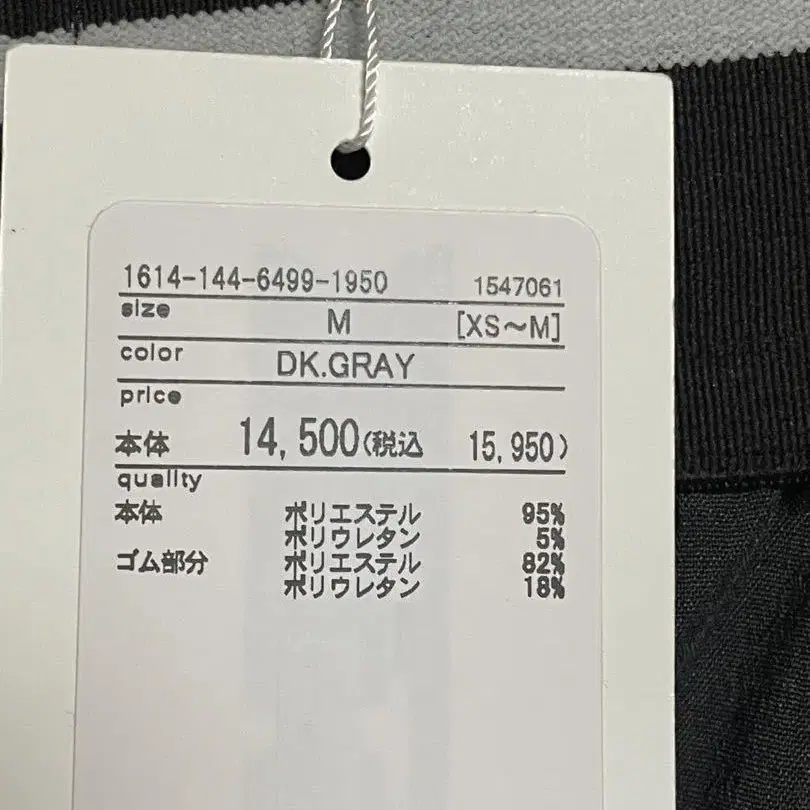 1614-144-6499-1950 1547061
size M [XS〜M]
color DK.GRAY
price
本体 14,500(税込 15,950)
quality
本体 ポリエステル 95%
ポリウレタン 5%
ゴム部分 ポリエステル 82%
ポリウレタン 18%